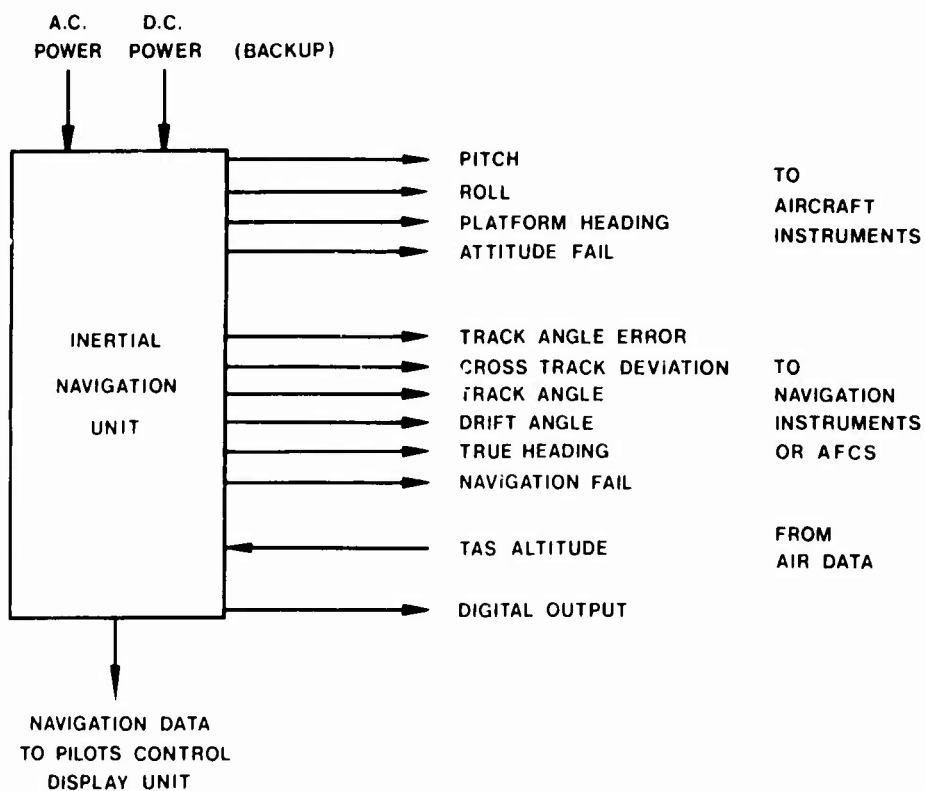 A.C. POWER
D.C. POWER (BACKUP)
INERTIAL
NAVIGATION
UNIT
PITCH
ROLL
PLATFORM HEADING
ATTITUDE FAIL
TO
AIRCRAFT
INSTRUMENTS
TRACK ANGLE ERROR
CROSS TRACK DEVIATION
TRACK ANGLE
DRIFT ANGLE
TRUE HEADING
NAVIGATION FAIL
TO
NAVIGATION
INSTRUMENTS
OR AFCS
TAS ALTITUDE
FROM
AIR DATA
DIGITAL OUTPUT
NAVIGATION DATA
TO PILOTS CONTROL
DISPLAY UNIT